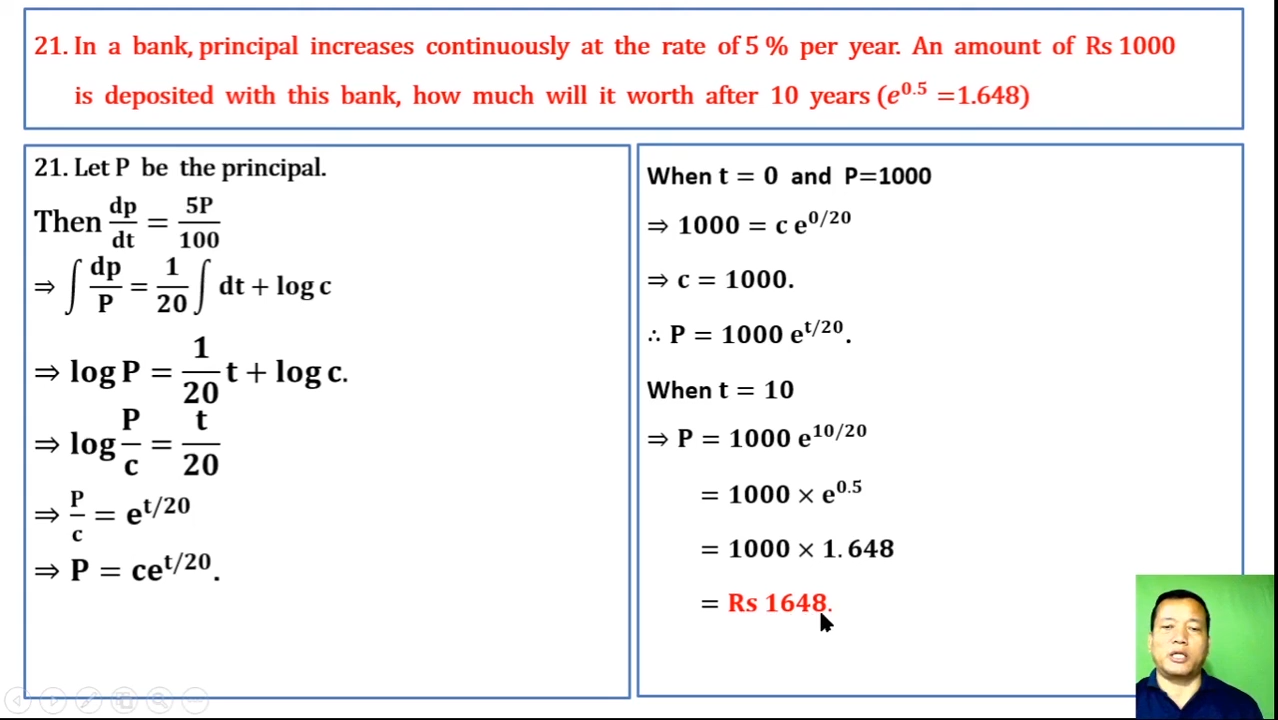 21. In a bank, principal increases continuously at the rate of 5 % per year. An amount of Rs 1000
is deposited with this bank, how much will it worth after 10 years (e^0.5 =1.648)
21. Let P be the principal.
Then dp/dt = 5P/100
⇒ ∫ dp/P = 1/20 ∫ dt + log c
⇒ log P = 1/20 t + log c.
⇒ log P/c = t/20
⇒ P/c = e^t/20
⇒ P = ce^t/20.
When t = 0 and P=1000
⇒ 1000 = c e^0/20
⇒ c = 1000.
∴ P = 1000 e^t/20.
When t = 10
⇒ P = 1000 e^10/20
= 1000 × e^0.5
= 1000 × 1.648
= Rs 1648.